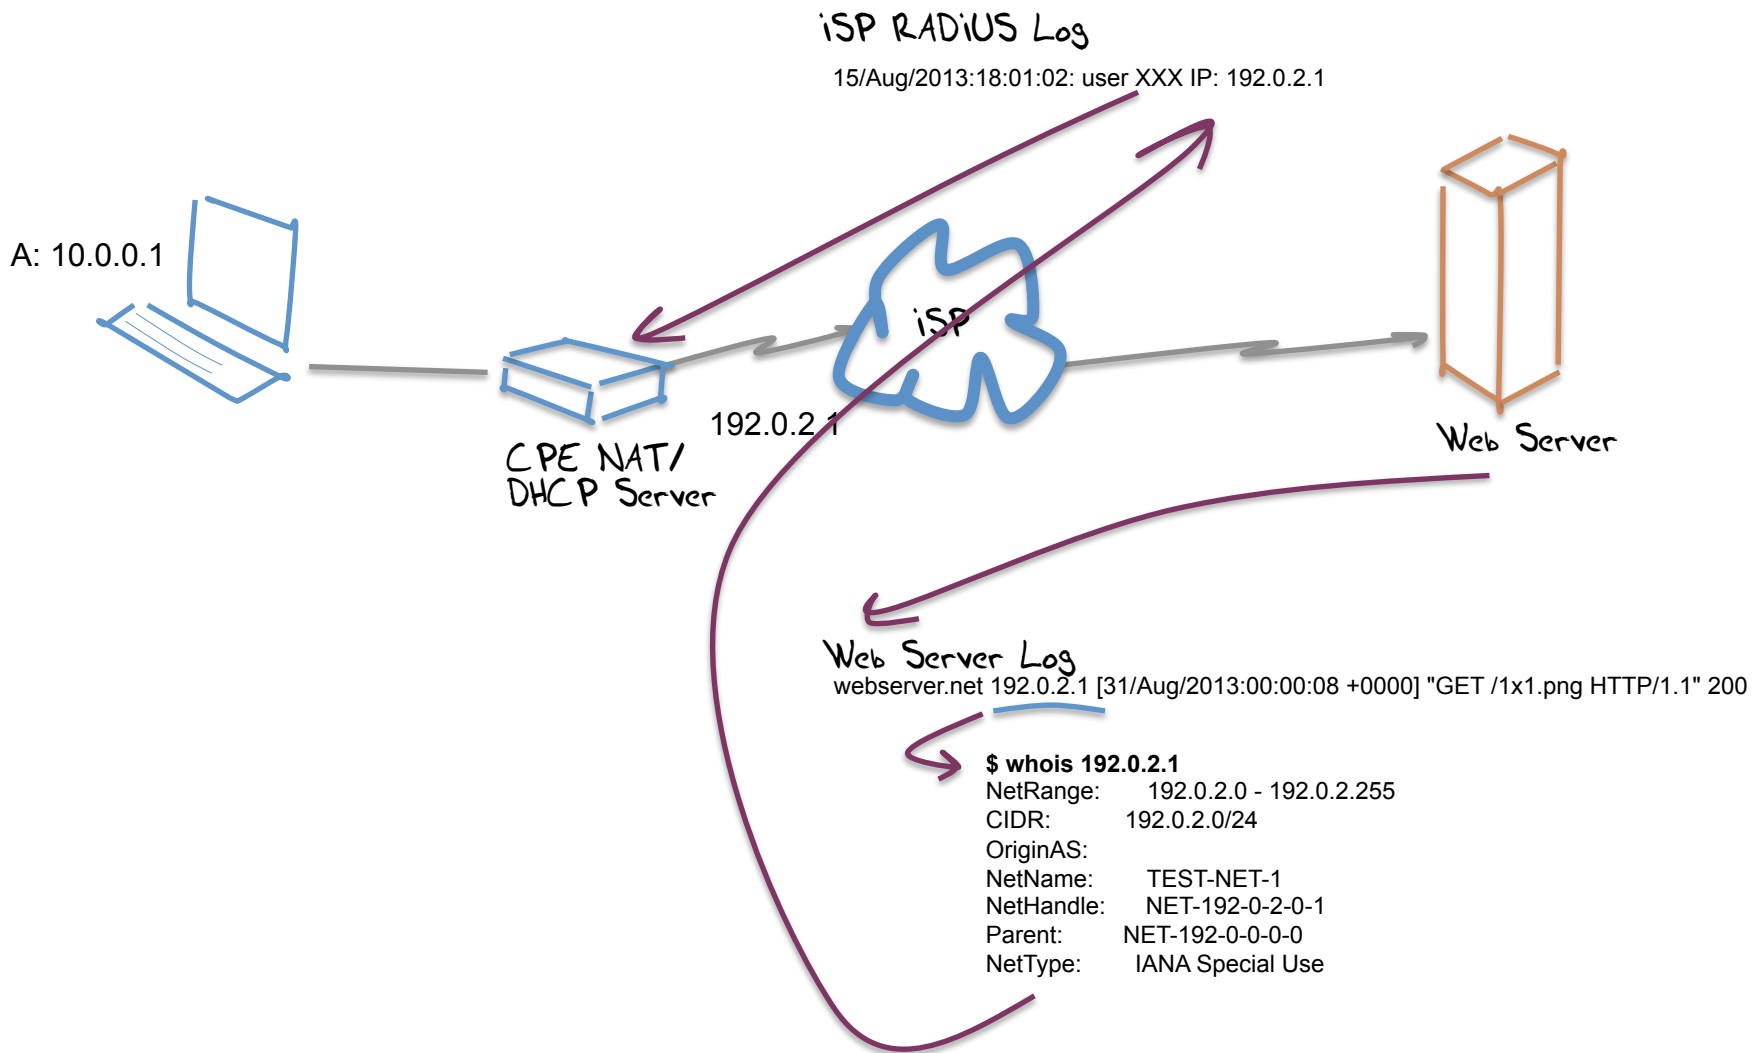 iSP RADiUS Log
15/Aug/2013:18:01:02: user XXX IP: 192.0.2.1
A: 10.0.0.1
iSP
192.0.2.1
CPE NAT/
DHCP Server
Web Server
Web Server Log
webserver.net 192.0.2.1 [31/Aug/2013:00:00:08 +0000] "GET /1x1.png HTTP/1.1" 200
$ whois 192.0.2.1
NetRange: 192.0.2.0 - 192.0.2.255
CIDR: 192.0.2.0/24
OriginAS:
NetName: TEST-NET-1
NetHandle: NET-192-0-2-0-1
Parent: NET-192-0-0-0-0
NetType: IANA Special Use